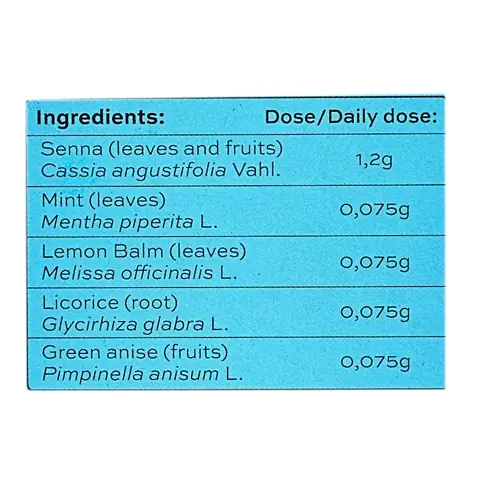 Ingredients: Dose/Daily dose:
Senna (leaves and fruits)
Cassia angustifolia Vahl. 1,2g
Mint (leaves)
Mentha piperita L. 0,075g
Lemon Balm (leaves)
Melissa officinalis L. 0,075g
Licorice (root)
Glycirhiza glabra L. 0,075g
Green anise (fruits)
Pimpinella anisum L. 0,075g